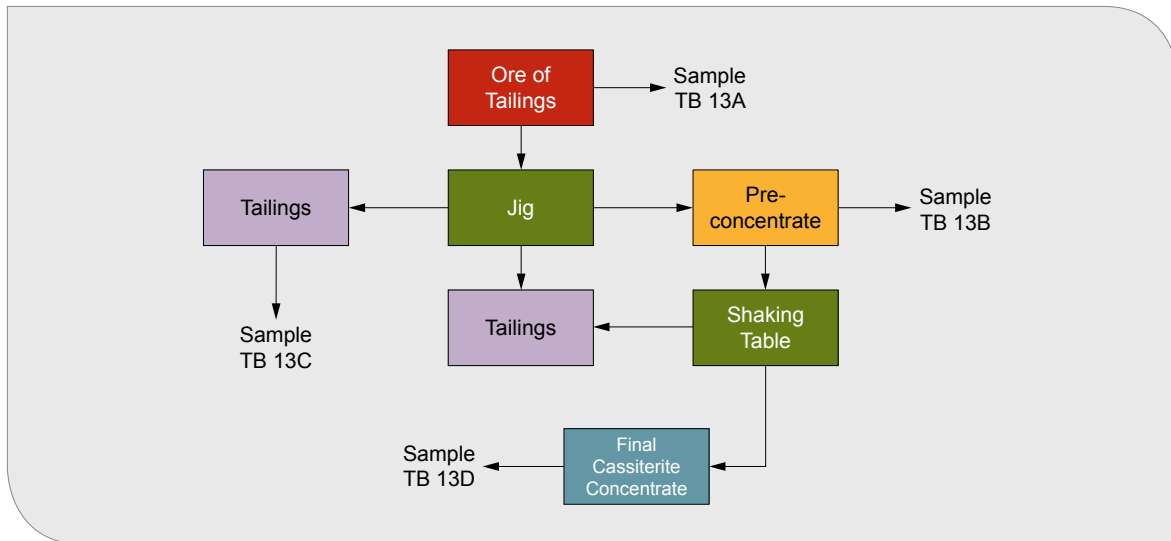 Ore of
Tailings
Sample
TB 13A
Tailings
Jig
Pre-
concentrate
Sample
TB 13B
Sample
TB 13C
Tailings
Shaking
Table
Sample
TB 13D
Final
Cassiterite
Concentrate